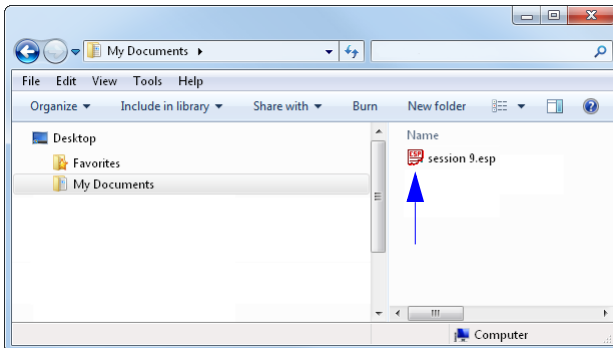 My Documents
File Edit View Tools Help
Organize Include in library Share with Burn New folder
Desktop
Favorites
My Documents
Name
ESP session 9.esp
Computer